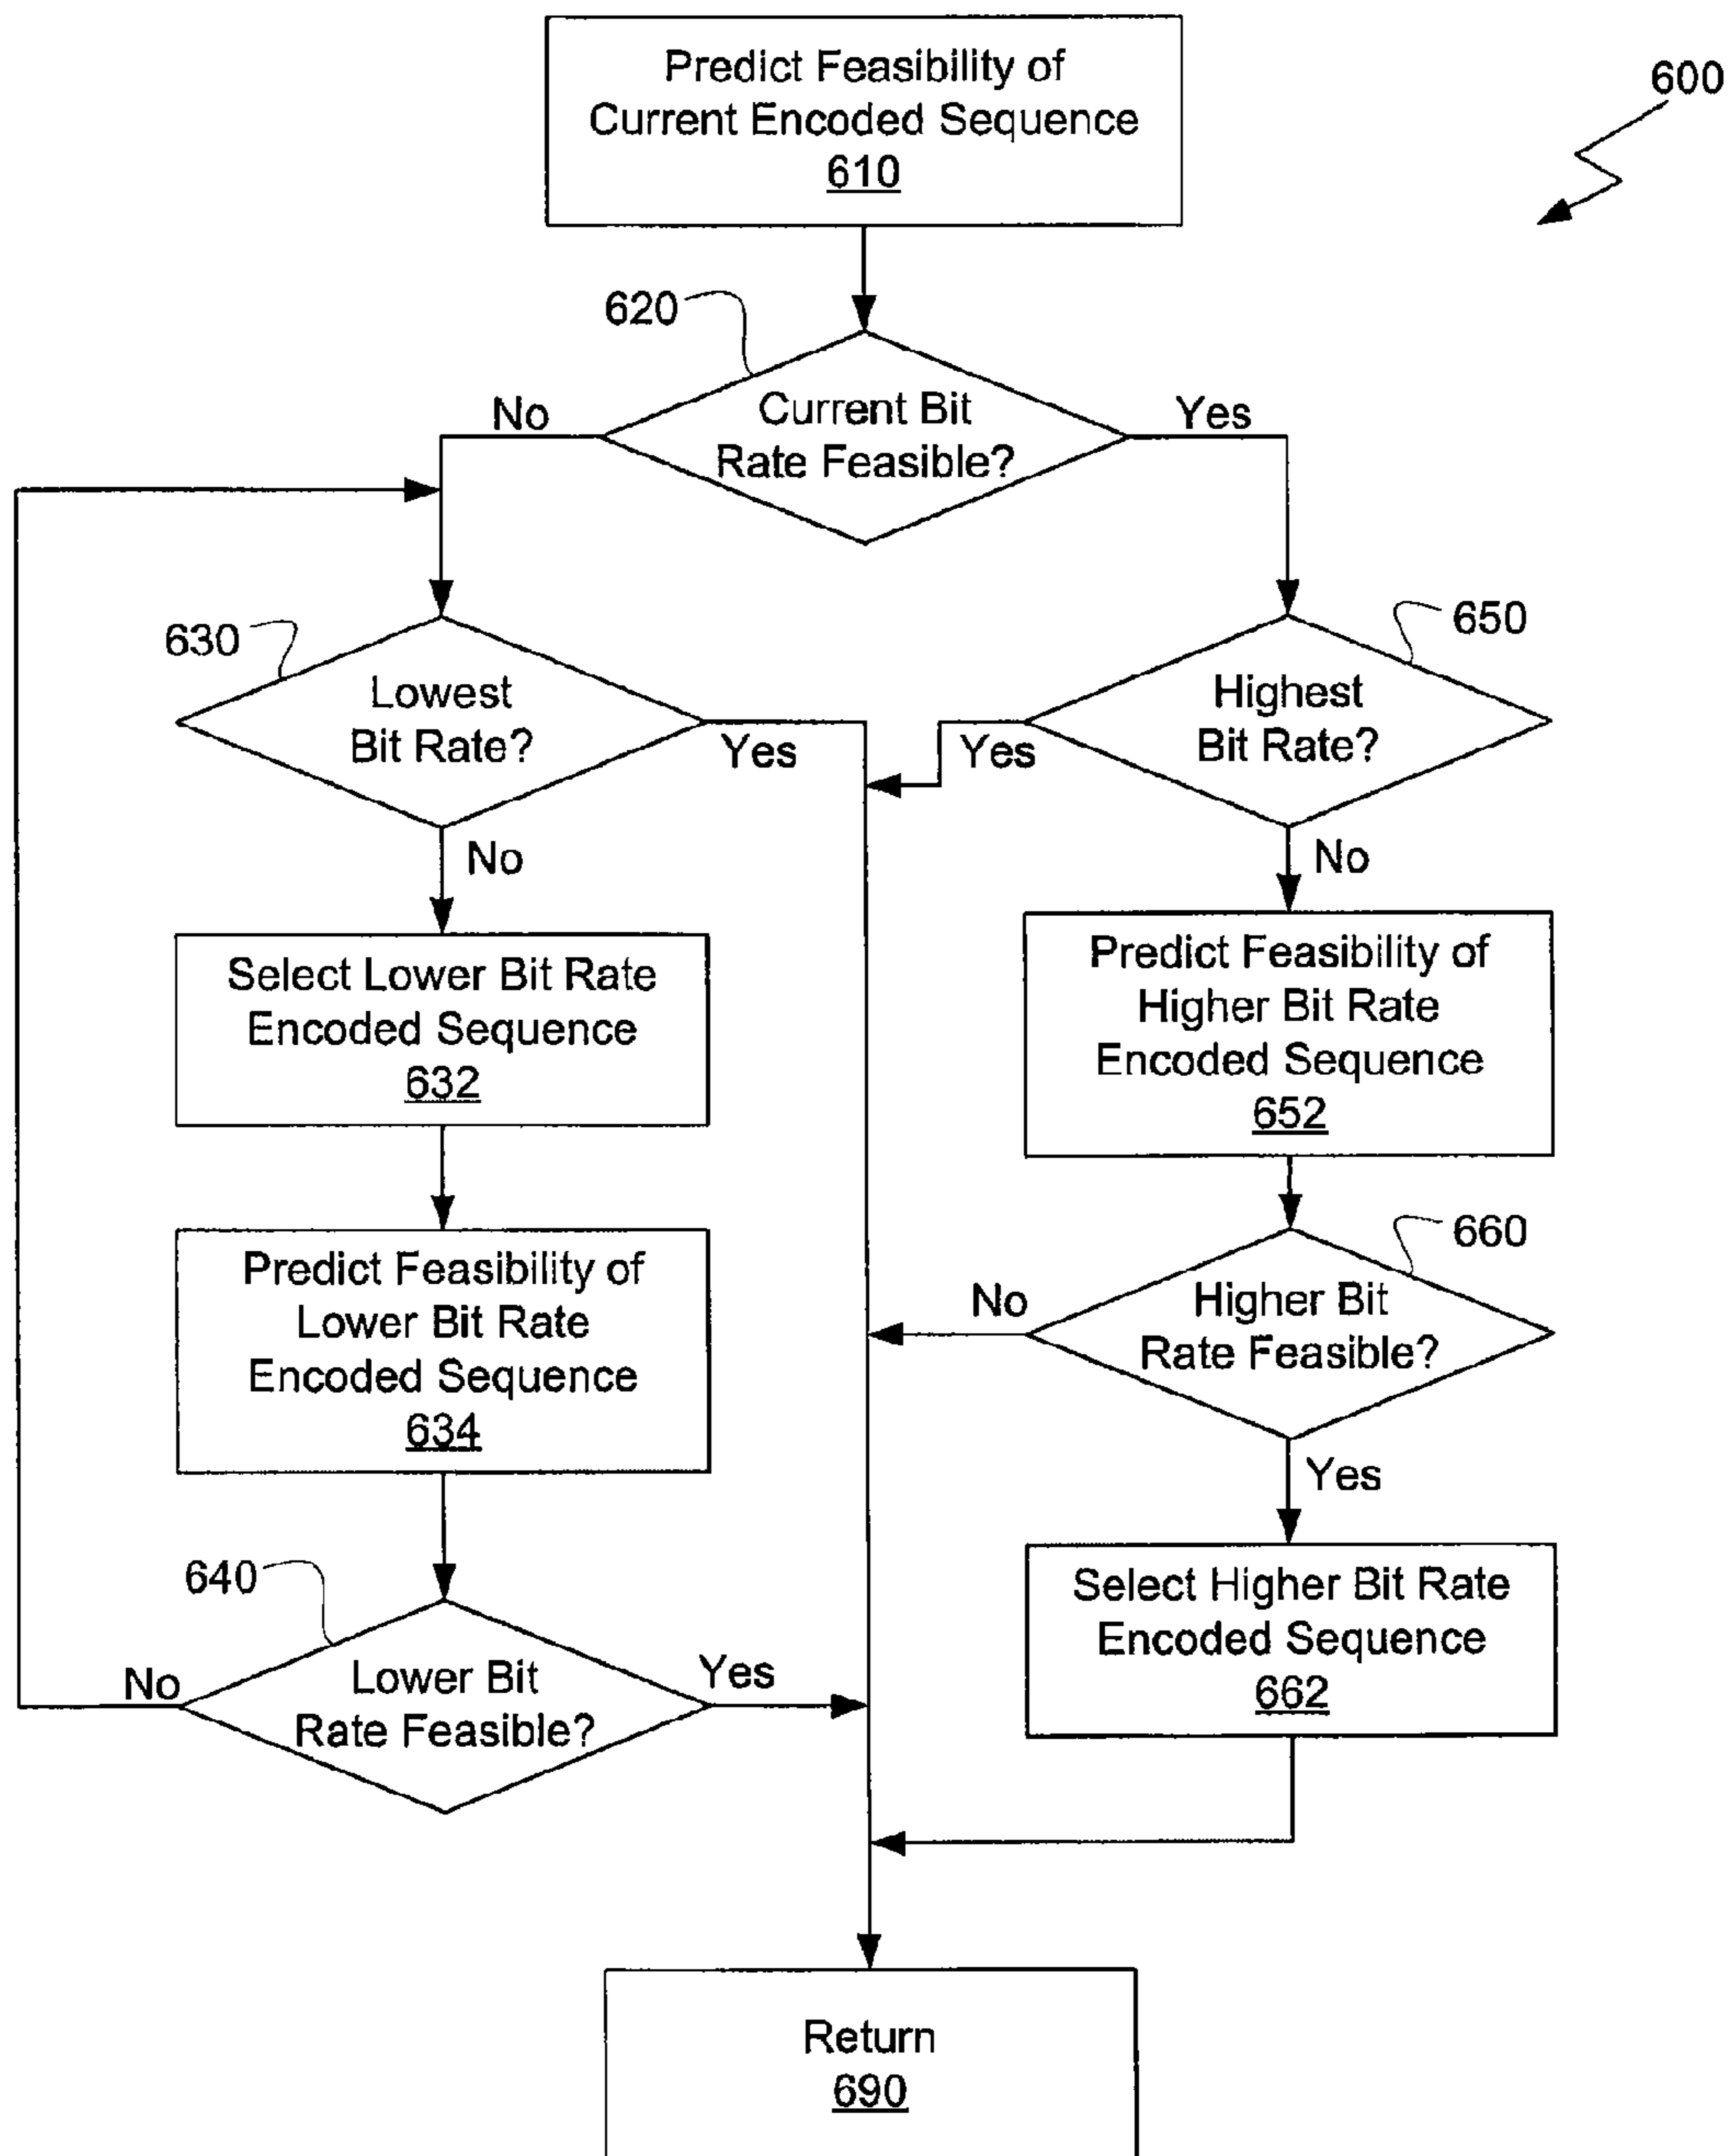 Predict Feasibility of
Current Encoded Sequence
610
600
620
Current Bit
Rate Feasible?
No
Yes
630
Lowest
Bit Rate?
Yes
No
650
Highest
Bit Rate?
Yes
No
Select Lower Bit Rate
Encoded Sequence
632
Predict Feasibility of
Higher Bit Rate
Encoded Sequence
652
Predict Feasibility of
Lower Bit Rate
Encoded Sequence
634
660
Higher Bit
Rate Feasible?
No
Yes
640
Lower Bit
Rate Feasible?
No
Yes
Select Higher Bit Rate
Encoded Sequence
662
Return
690